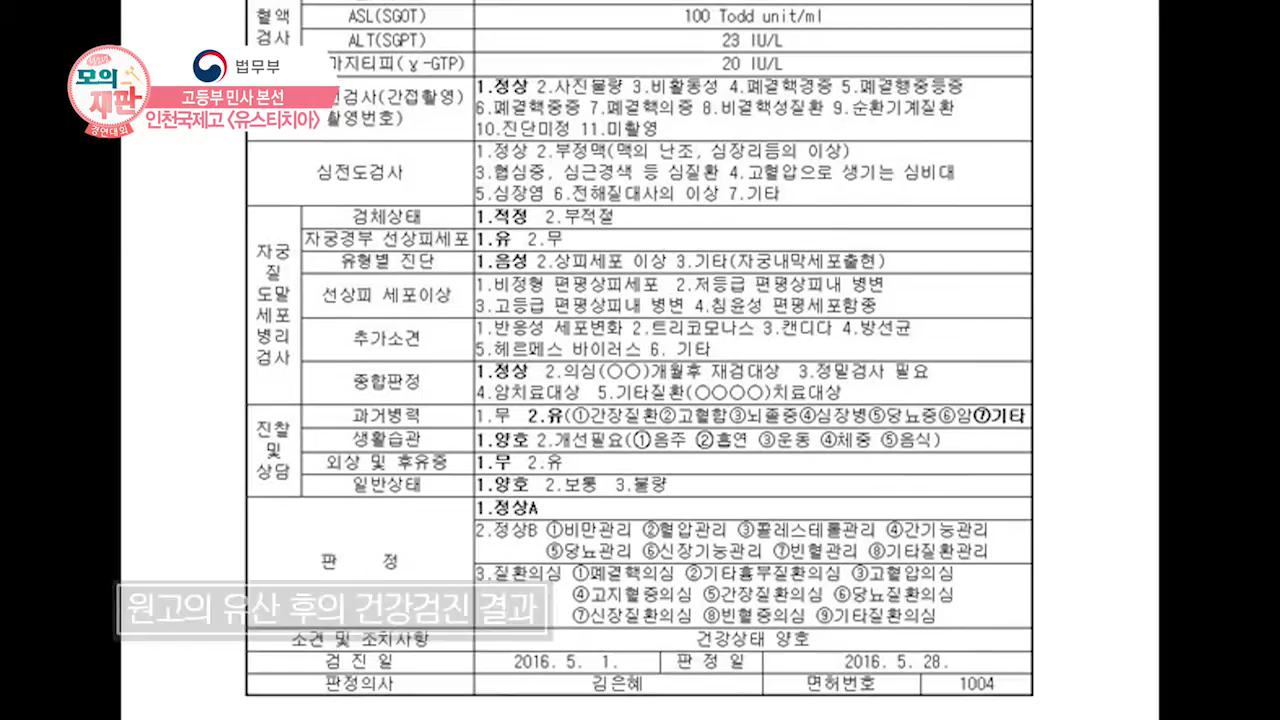 혈액
검사
ASL(SGOT) 100 Todd unit/ml
ALT(SGPT) 23 IU/L
가지티피(ɣ-GTP) 20 IU/L
법무부
청소년
모의
재판
경연대회
고등부 민사 본선
인천국제고 <유스티치아>
검사(간접촬영)
촬영번호)
1.정상 2.사진불량 3.비활동성 4.폐결핵경증 5.폐결행중등증
6.폐결핵중증 7.폐결핵의증 8.비결핵성질환 9.순환기계질환
10.진단미정 11.미촬영
심전도검사
1.정상 2.부정맥(맥의 난조, 심장리듬의 이상)
3.협심증, 심근경색 등 심질환 4.고혈압으로 생기는 심비대
5.심장염 6.전해질대사의 이상 7.기타
자궁
질
도말
세포
병리
검사
검체상태 1.적정 2.부적절
자궁경부 선상피세포 1.유 2.무
유형별 진단 1.음성 2.상피세포 이상 3.기타(자궁내막세포출현)
선상피 세포이상
1.비정형 편평상피세포 2.저등급 편평상피내 병변
3.고등급 편평상피내 병변 4.침윤성 편평세포함종
추가소견
1.반응성 세포변화 2.트리코모나스 3.캔디다 4.방선균
5.헤르페스 바이러스 6. 기타
종합판정
1.정상 2.의심(○○)개월후 재검대상 3.정밀검사 필요
4.암치료대상 5.기타질환(○○○○)치료대상
진찰
및
상담
과거병력 1.무 2.유(①간장질환②고혈합③뇌졸중④심장병⑤당뇨증⑥암⑦기타
생활습관 1.양호 2.개선필요(①음주 ②흡연 ③운동 ④체중 ⑤음식)
외상 및 후유증 1.무 2.유
일반상태 1.양호 2.보통 3.불량
판 정
1.정상A
2.정상B ①비만관리 ②혈압관리 ③콜레스테롤관리 ④간기능관리
⑤당뇨관리 ⑥신장기능관리 ⑦빈혈관리 ⑧기타질환관리
3.질환의심 ①폐결핵의심 ②기타흉부질환의심 ③고혈압의심
④고지혈증의심 ⑤간장질환의심 ⑥당뇨질환의심
⑦신장질환의심 ⑧빈혈증의심 ⑨기타질환의심
원고의 유산 후의 건강검진 결과
소견 및 조치사항 건강상태 양호
검 진 일 2016. 5. 1. 판 정 일 2016. 5. 28.
판정의사 김은혜 면허번호 1004